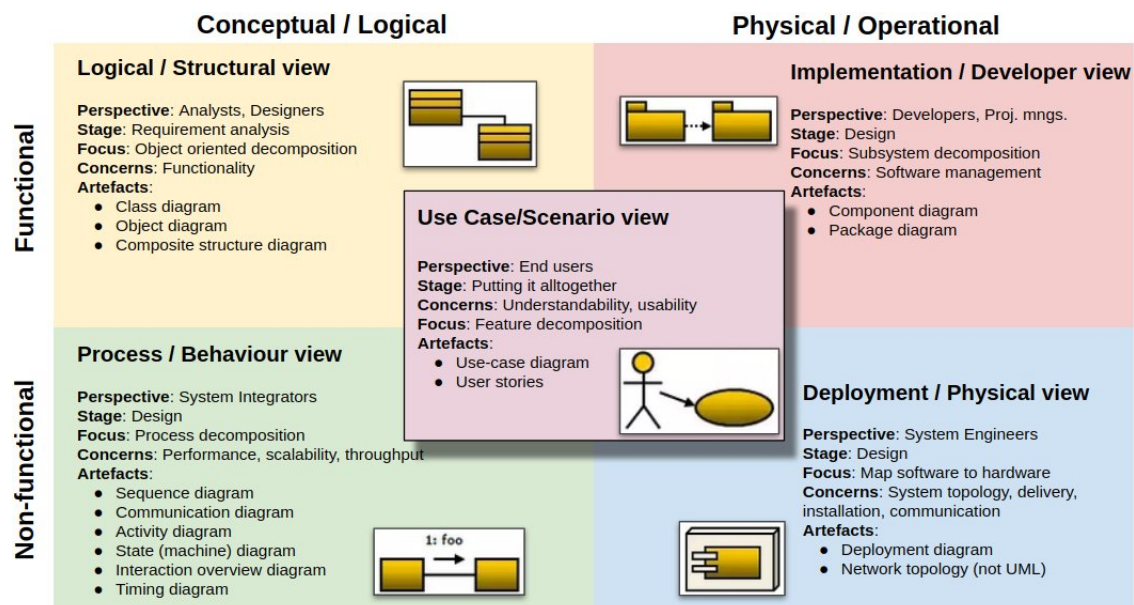 Conceptual / Logical
Physical / Operational
Functional
Logical / Structural view
Perspective: Analysts, Designers
Stage: Requirement analysis
Focus: Object oriented decomposition
Concerns: Functionality
Artefacts:
● Class diagram
● Object diagram
● Composite structure diagram
Implementation / Developer view
Perspective: Developers, Proj. mngs.
Stage: Design
Focus: Subsystem decomposition
Concerns: Software management
Artefacts:
● Component diagram
● Package diagram
Use Case/Scenario view
Perspective: End users
Stage: Putting it alltogether
Concerns: Understandability, usability
Focus: Feature decomposition
Artefacts:
● Use-case diagram
● User stories
Non-functional
Process / Behaviour view
Perspective: System Integrators
Stage: Design
Focus: Process decomposition
Concerns: Performance, scalability, throughput
Artefacts:
● Sequence diagram
● Communication diagram
● Activity diagram
● State (machine) diagram
● Interaction overview diagram
● Timing diagram
1: foo
Deployment / Physical view
Perspective: System Engineers
Stage: Design
Focus: Map software to hardware
Concerns: System topology, delivery,
installation, communication
Artefacts:
● Deployment diagram
● Network topology (not UML)